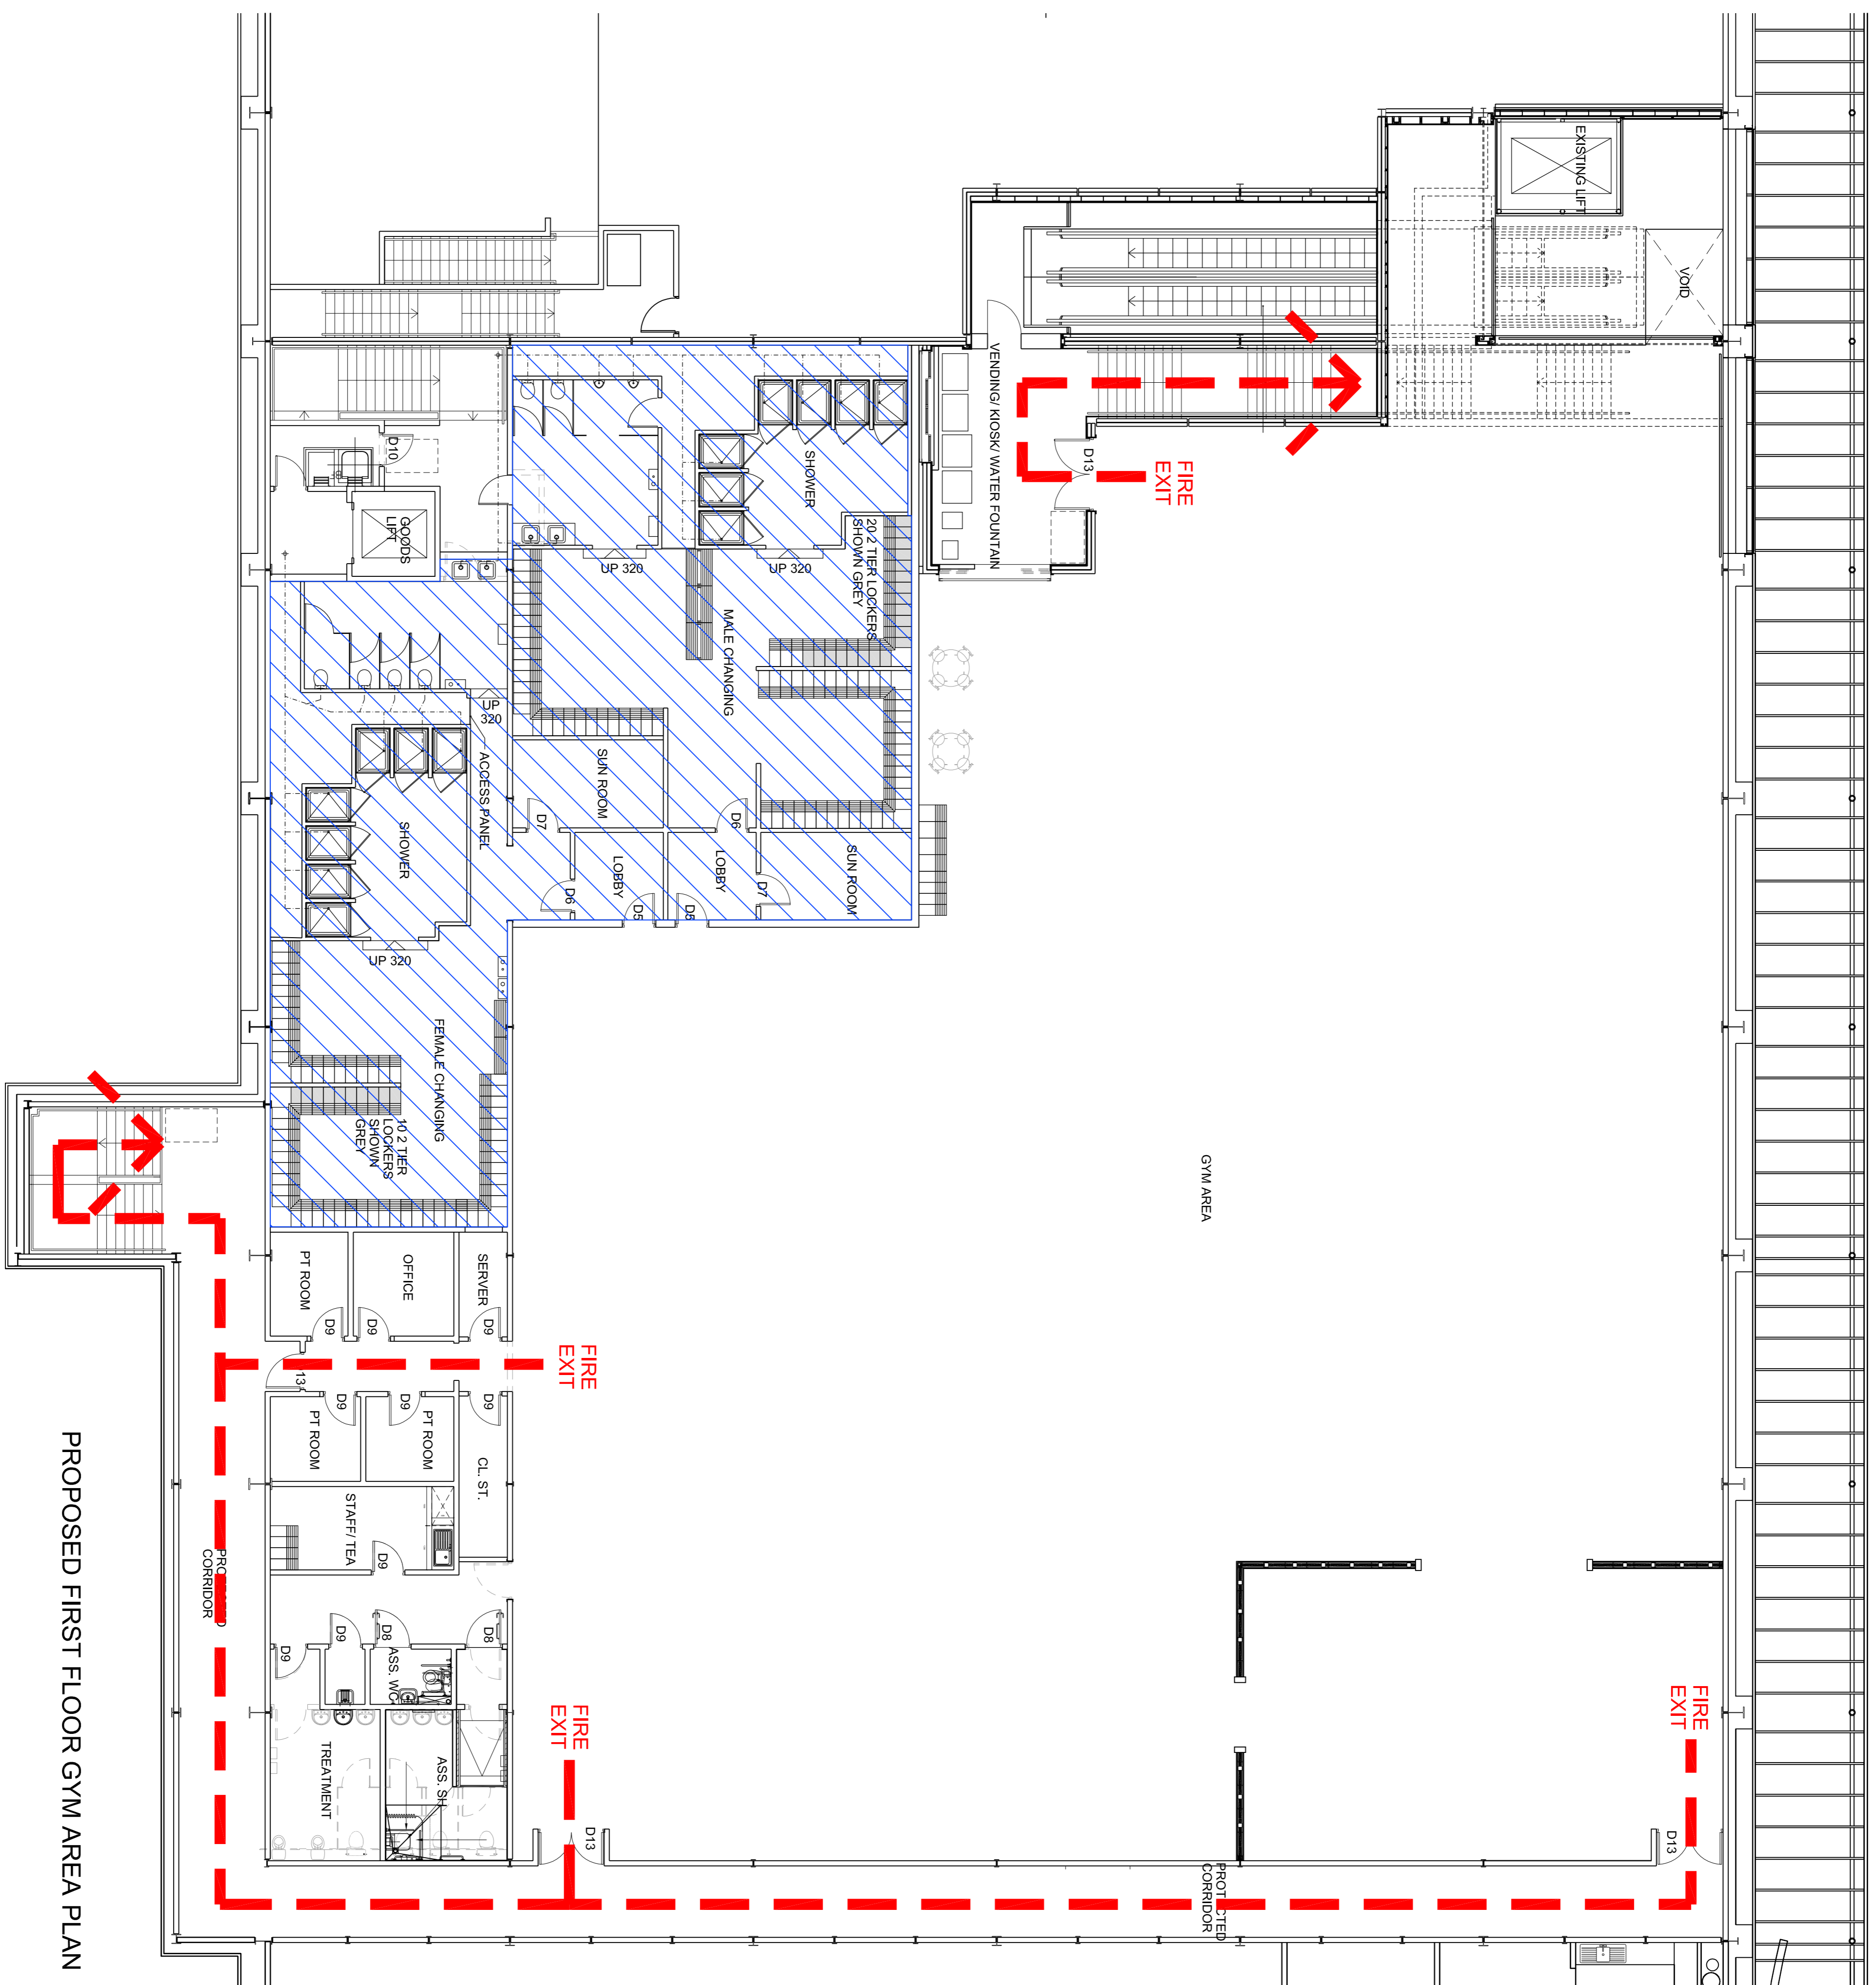 EXISTING LIFT
VOID
VENDING/ KIOSK/ WATER FOUNTAIN
D13
FIRE
EXIT
D10
GOODS
LIFT
SHOWER
20 2 TIER LOCKERS
SHOWN GREY
UP 320
UP 320
MALE CHANGING
UP
320
ACCESS PANEL
SUN ROOM
D7
D6
SHOWER
LOBBY
LOBBY
SUN ROOM
D6
D7
D5
D5
UP 320
FEMALE CHANGING
10 2 TIER
LOCKERS
SHOWN
GREY
GYM AREA
PT ROOM
OFFICE
SERVER
D9
D9
D9
FIRE
EXIT
13
D9
D9
D9
PT ROOM
PT ROOM
CL. ST.
STAFF/ TEA
D9
PROTECTED
CORRIDOR
D9
D9
D8
D8
ASS. WC
TREATMENT
ASS. SH
FIRE
EXIT
D13
FIRE
EXIT
D13
PROTECTED
CORRIDOR
PROPOSED FIRST FLOOR GYM AREA PLAN